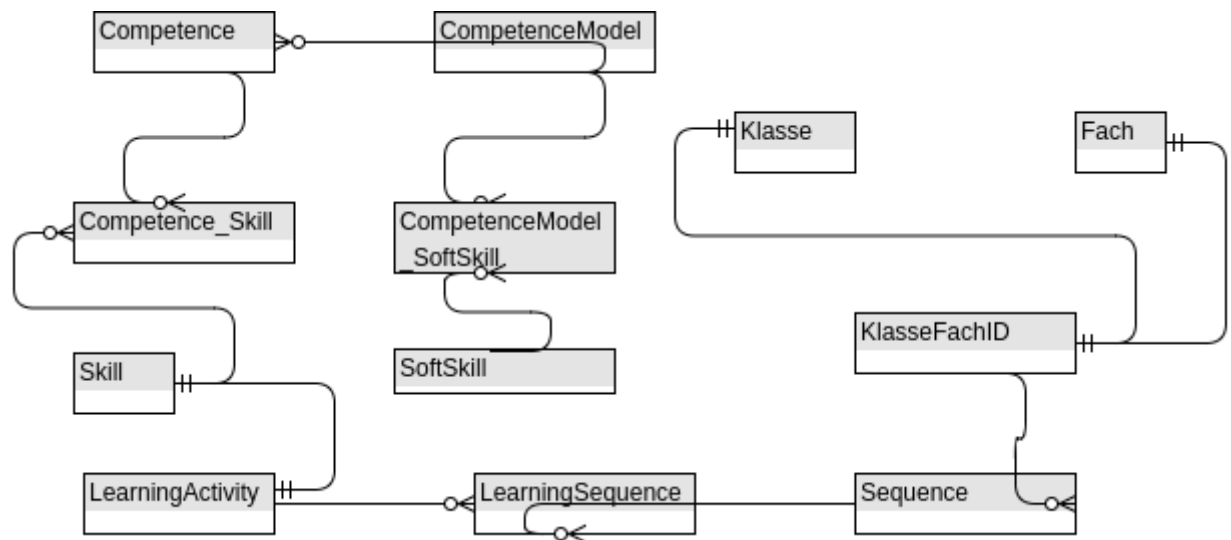 Competence
CompetenceModel
Klasse
Fach
Competence_Skill
CompetenceModel
_SoftSkill
KlasseFachID
Skill
SoftSkill
LearningActivity
LearningSequence
Sequence